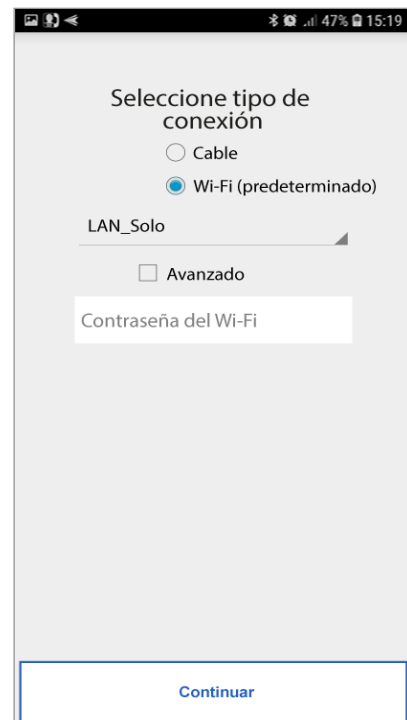 47% 15:19
Seleccione tipo de
conexión
Cable
Wi-Fi (predeterminado)
LAN_Solo
Avanzado
Contraseña del Wi-Fi
Continuar